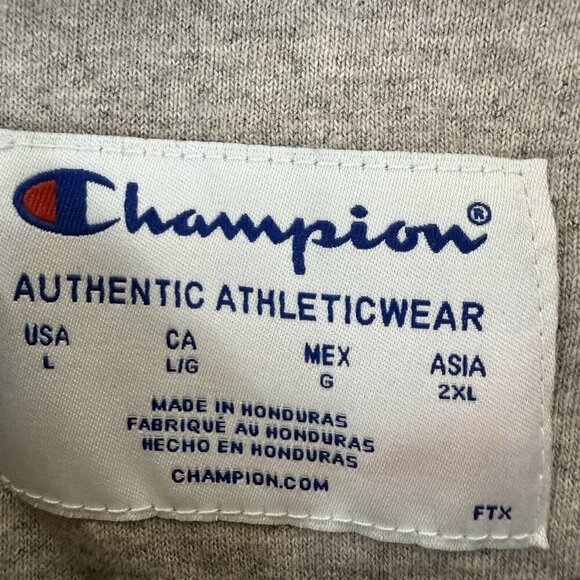 Champion®
AUTHENTIC ATHLETICWEAR
USA CA MEX ASIA
L L/G G 2XL
MADE IN HONDURAS
FABRIQUÉ AU HONDURAS
HECHO EN HONDURAS
CHAMPION.COM
FTX